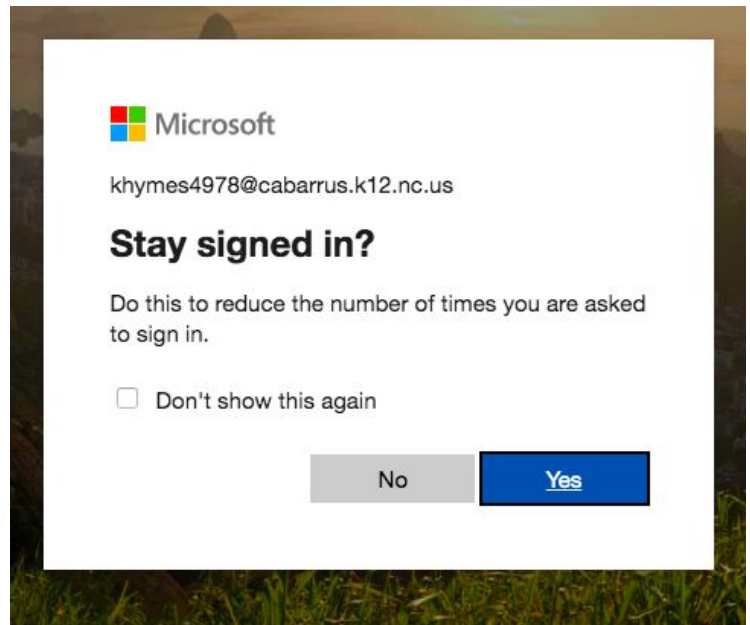 Microsoft
khymes4978@cabarrus.k12.nc.us
Stay signed in?
Do this to reduce the number of times you are asked
to sign in.
Don't show this again
No Yes